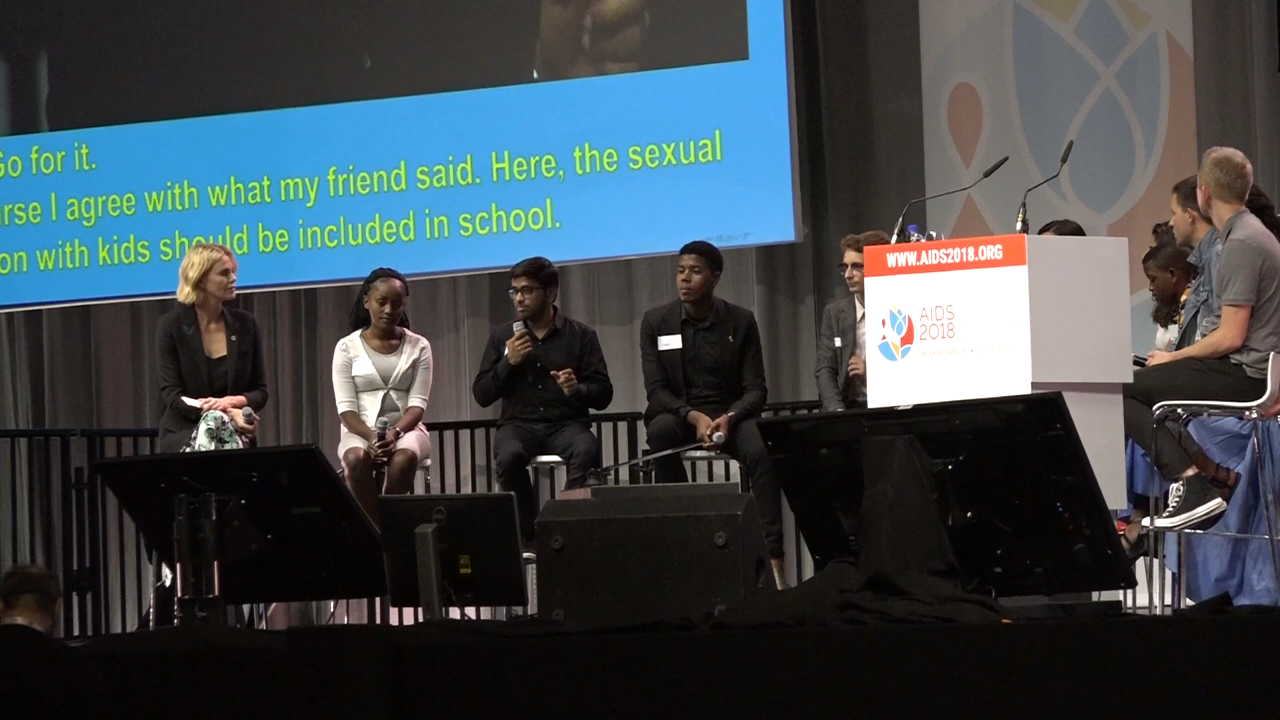 Go for it.
rse I agree with what my friend said. Here, the sexual
on with kids should be included in school.
WWW.AIDS2018.ORG
AIDS
2018